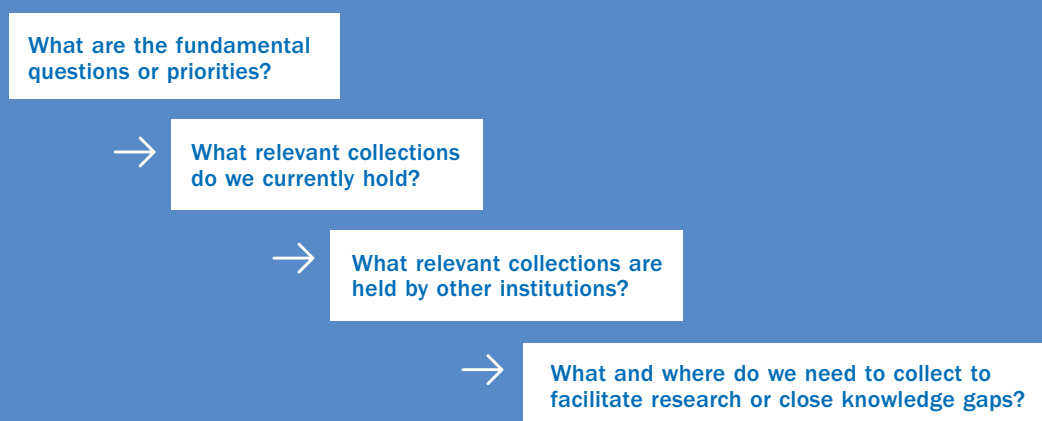 What are the fundamental
questions or priorities?
What relevant collections
do we currently hold?
What relevant collections are
held by other institutions?
What and where do we need to collect to
facilitate research or close knowledge gaps?